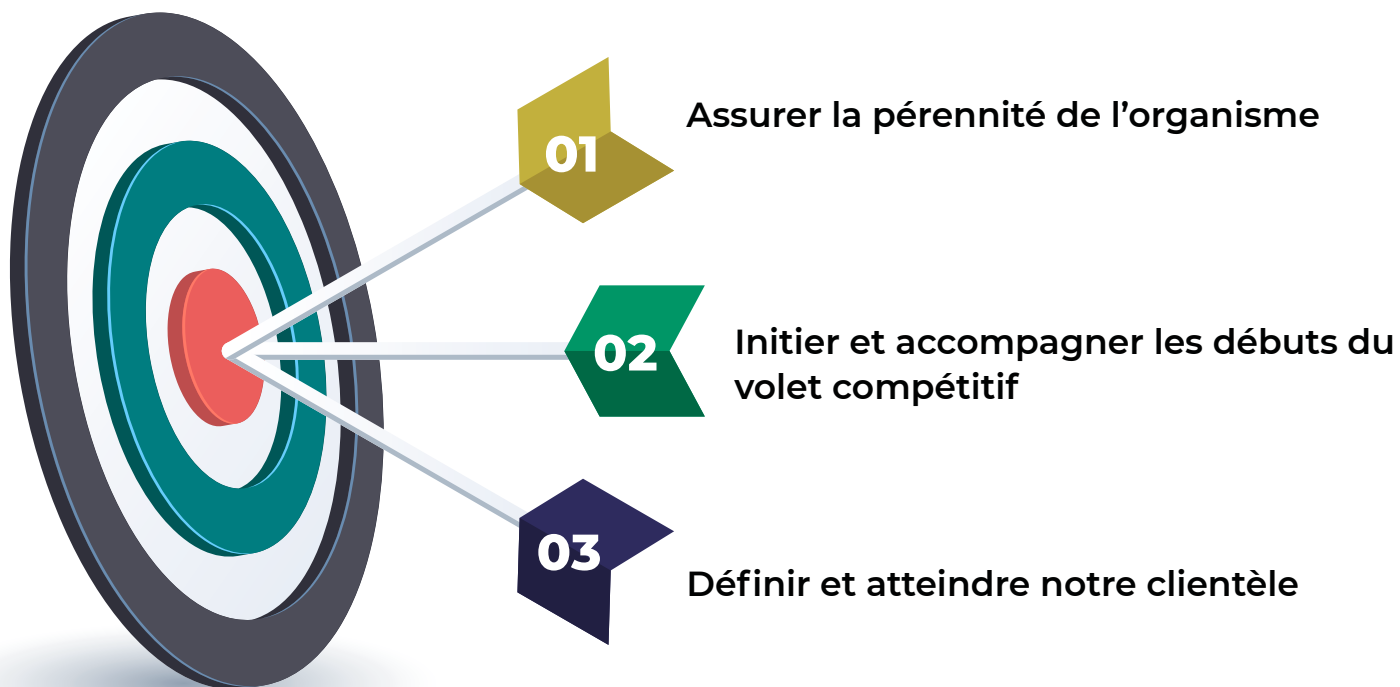 01
Assurer la pérennité de l’organisme
02
Initier et accompagner les débuts du
volet compétitif
03
Définir et atteindre notre clientèle